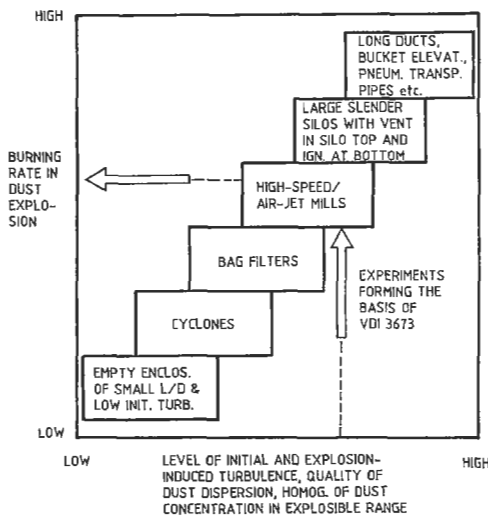 HIGH
LONG DUCTS,
BUCKET ELEVAT.,
PNEUM. TRANSP.
PIPES etc.
LARGE SLENDER
SILOS WITH VENT
IN SILO TOP AND
IGN. AT BOTTOM
BURNING
RATE IN
DUST
EXPLO-
SION
HIGH-SPEED/
AIR-JET MILLS
BAG FILTERS
EXPERIMENTS
FORMING THE
BASIS OF
VDI 3673
CYCLONES
EMPTY ENCLOS.
OF SMALL L/D &
LOW INIT. TURB.
LOW
LOW
HIGH
LEVEL OF INITIAL AND EXPLOSION-
INDUCED TURBULENCE, QUALITY OF
DUST DISPERSION, HOMOG. OF DUST
CONCENTRATION IN EXPLOSIBLE RANGE